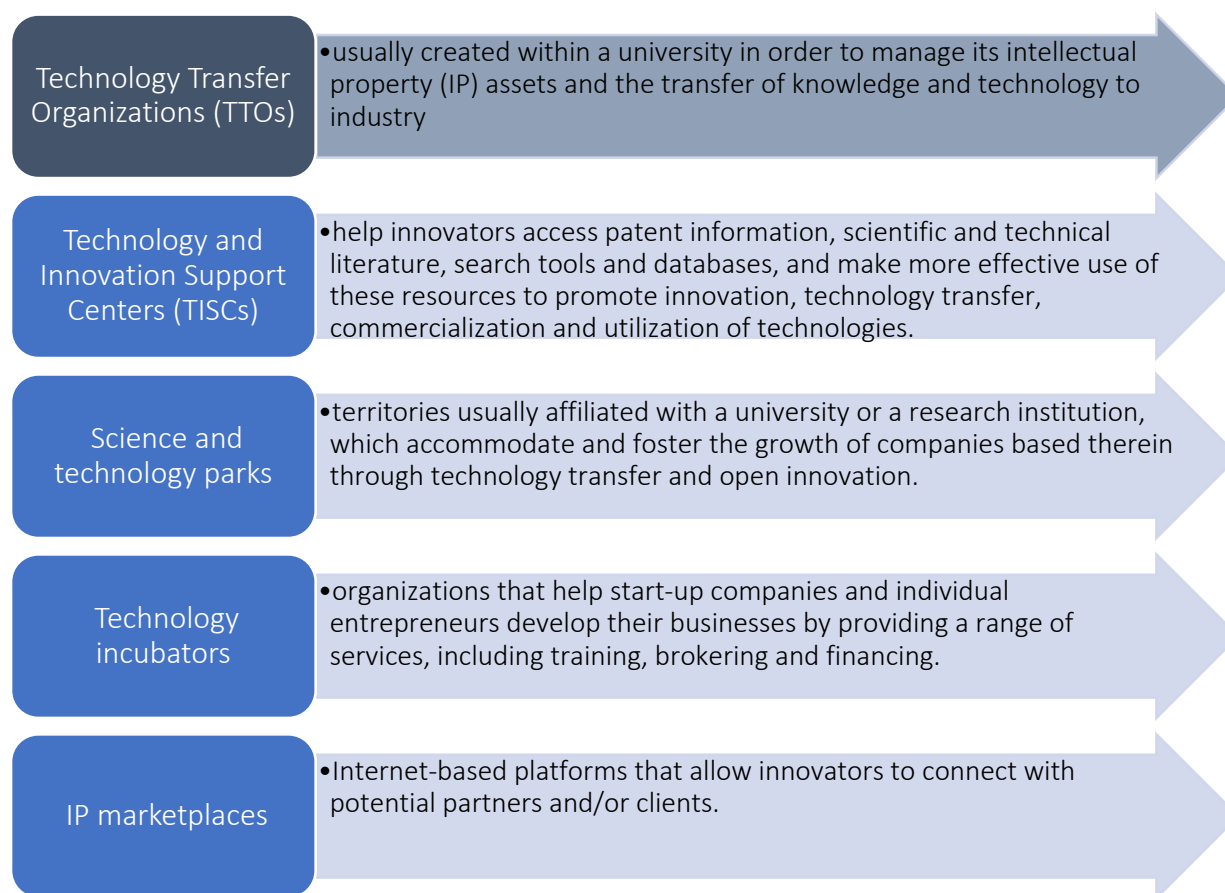 Technology Transfer
Organizations (TTOs)
•usually created within a university in order to manage its intellectual
property (IP) assets and the transfer of knowledge and technology to
industry
Technology and
Innovation Support
Centers (TISCs)
•help innovators access patent information, scientific and technical
literature, search tools and databases, and make more effective use of
these resources to promote innovation, technology transfer,
commercialization and utilization of technologies.
Science and
technology parks
•territories usually affiliated with a university or a research institution,
which accommodate and foster the growth of companies based therein
through technology transfer and open innovation.
Technology
incubators
•organizations that help start-up companies and individual
entrepreneurs develop their businesses by providing a range of
services, including training, brokering and financing.
IP marketplaces
•Internet-based platforms that allow innovators to connect with
potential partners and/or clients.